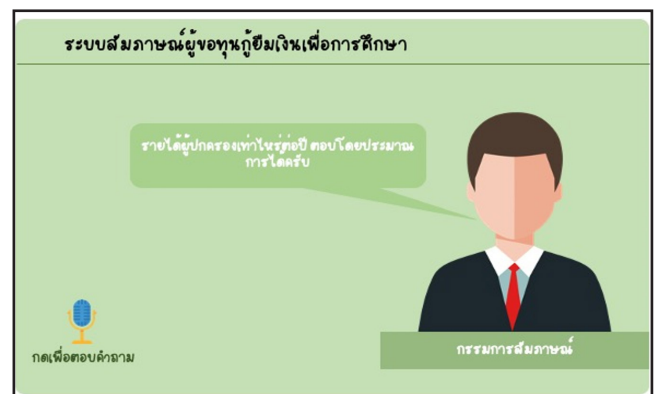 ระบบสัมภาษณ์ผู้ขอทุนกู้ยืมเงินเพื่อการศึกษา
รายได้ผู้ปกครองเท่าไหร่ต่อปี ตอบโดยประมาณ
การได้ครับ
กดเพื่อตอบคำถาม
กรรมการสัมภาษณ์